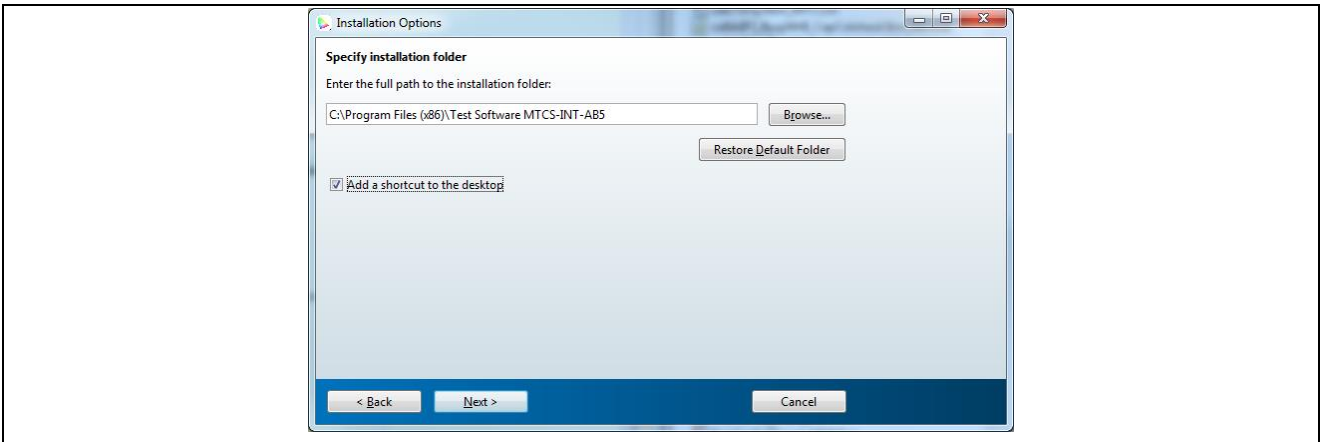 Installation Options
Specify installation folder
Enter the full path to the installation folder:
C:\Program Files (x86)\Test Software MTCS-INT-AB5
Browse...
Restore Default Folder
Add a shortcut to the desktop
< Back
Next >
Cancel